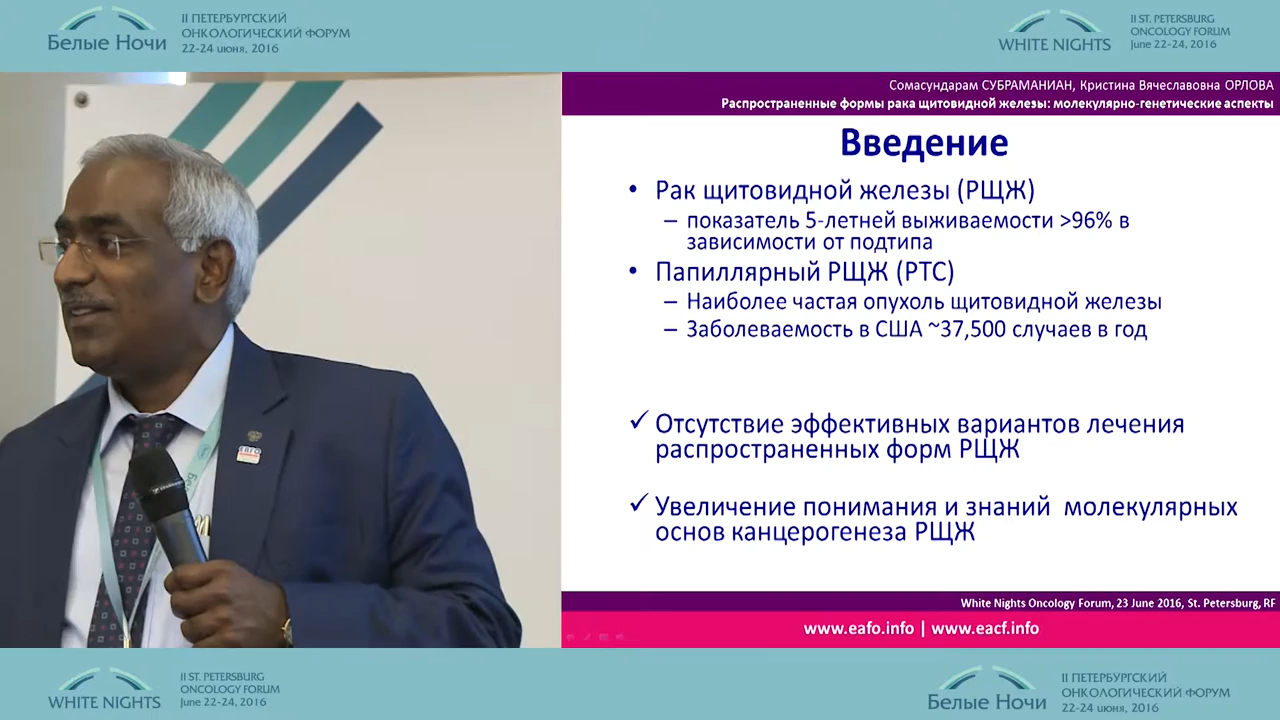 Белые Ночи
II ПЕТЕРБУРГСКИЙ
ОНКОЛОГИЧЕСКИЙ ФОРУМ
22-24 июня, 2016
WHITE NIGHTS
II ST. PETERSBURG
ONCOLOGY FORUM
June 22-24, 2016
Сомасундарам СУБРАМАНИАН, Кристина Вячеславовна ОРЛОВА
Распространенные формы рака щитовидной железы: молекулярно-генетические аспекты
Введение
• Рак щитовидной железы (РЩЖ)
– показатель 5-летней выживаемости >96% в
зависимости от подтипа
• Папиллярный РЩЖ (PTC)
– Наиболее частая опухоль щитовидной железы
– Заболеваемость в США ~37,500 случаев в год
✓ Отсутствие эффективных вариантов лечения
распространенных форм РЩЖ
✓ Увеличение понимания и знаний молекулярных
основ канцерогенеза РЩЖ
White Nights Oncology Forum, 23 June 2016, St. Petersburg, RF
www.eafo.info | www.eacf.info
WHITE NIGHTS
II ST. PETERSBURG
ONCOLOGY FORUM
June 22-24, 2016
Белые Ночи
II ПЕТЕРБУРГСКИЙ
ОНКОЛОГИЧЕСКИЙ ФОРУМ
22-24 июня, 2016